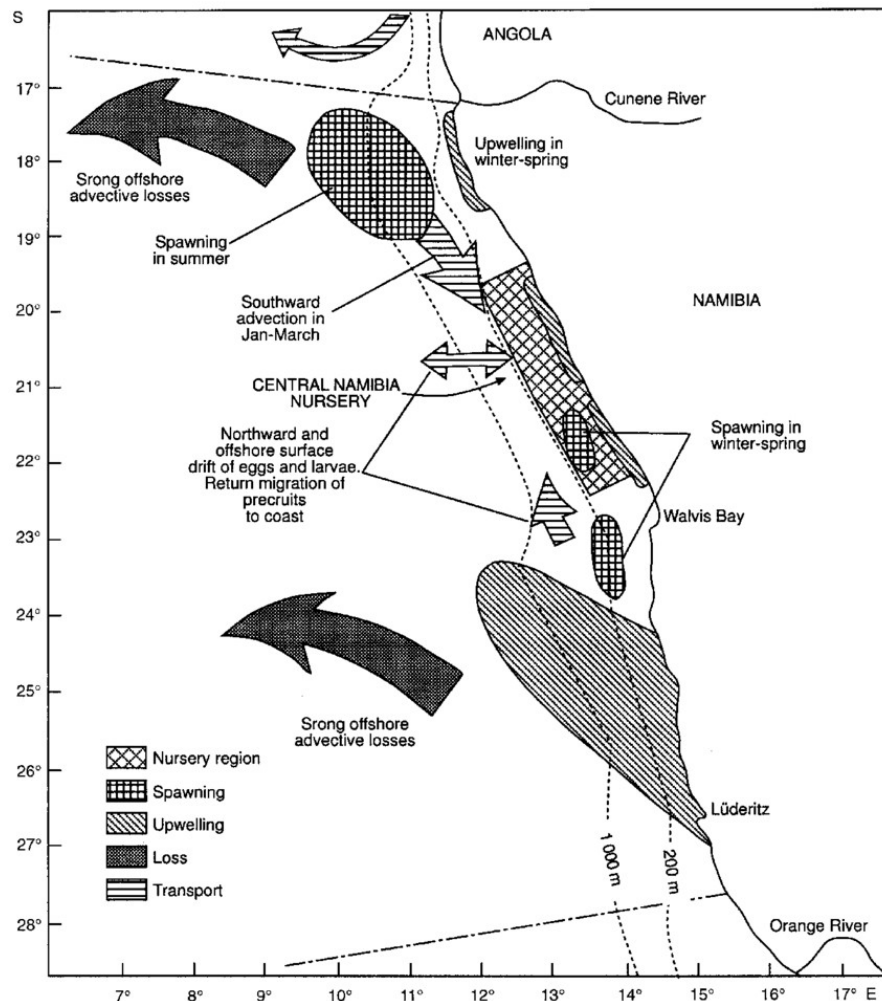 S
ANGOLA
17°
Cunene River
Upwelling in
winter-spring
18°
Srong offshore
advective losses
19°
Spawning
in summer
20°
NAMIBIA
Southward
advection in
Jan-March
21°
CENTRAL NAMIBIA
NURSERY
Spawning in
winter-spring
22°
Northward and
offshore surface
drift of eggs and larvae.
Return migration of
precruits
to coast
23°
Walvis Bay
24°
25°
Srong offshore
advective losses
26°
Nursery region
Spawning
Upwelling
Loss
Transport
Lüderitz
27°
1 000 m
200 m
28°
Orange River
7°
8°
9°
10°
11°
12°
13°
14°
15°
16°
17° E